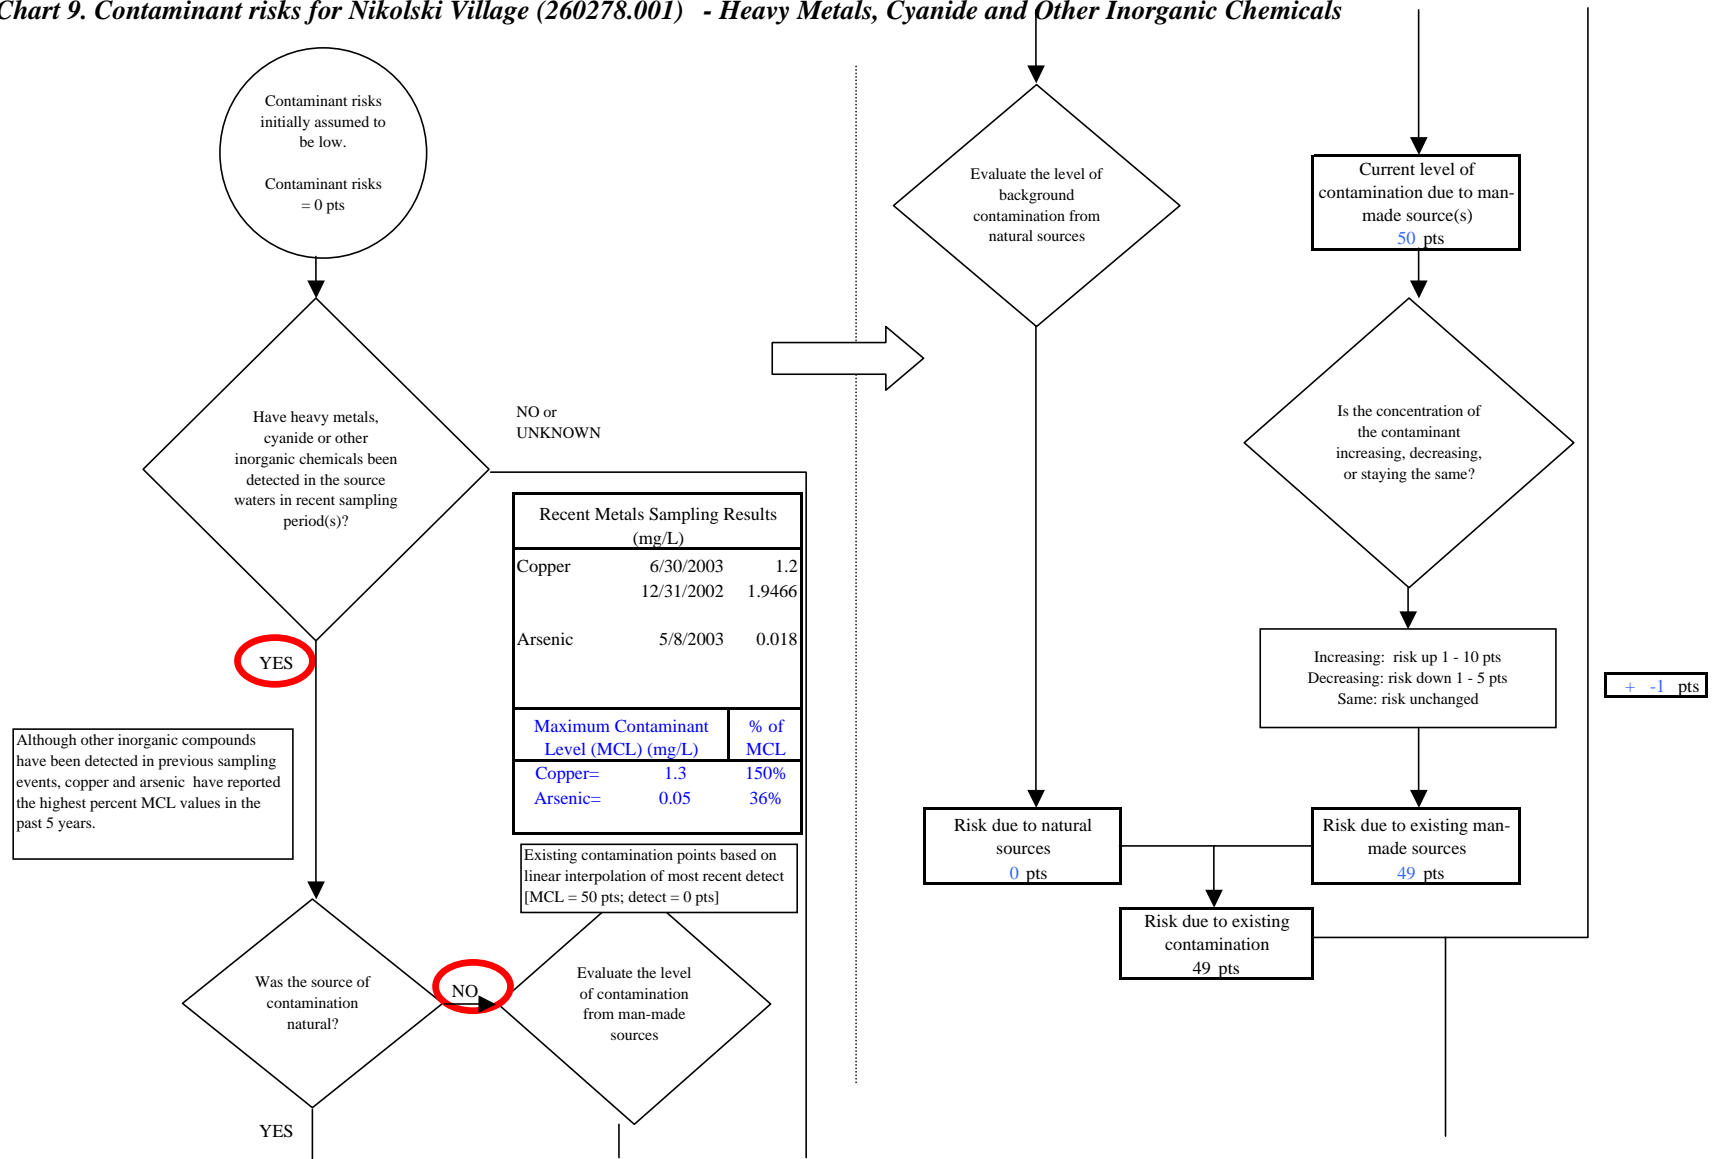 Chart 9. Contaminant risks for Nikolski Village (260278.001) - Heavy Metals, Cyanide and Other Inorganic Chemicals
Contaminant risks
initially assumed to
be low.
Contaminant risks
= 0 pts
Have heavy metals,
cyanide or other
inorganic chemicals been
detected in the source
waters in recent sampling
period(s)?
NO or
UNKNOWN
YES
Recent Metals Sampling Results
(mg/L)
Copper 6/30/2003 1.2
12/31/2002 1.9466
Arsenic 5/8/2003 0.018
Maximum Contaminant % of
Level (MCL) (mg/L) MCL
Copper= 1.3 150%
Arsenic= 0.05 36%
Although other inorganic compounds
have been detected in previous sampling
events, copper and arsenic have reported
the highest percent MCL values in the
past 5 years.
Existing contamination points based on
linear interpolation of most recent detect
[MCL = 50 pts; detect = 0 pts]
Was the source of
contamination
natural?
NO
Evaluate the level
of contamination
from man-made
sources
YES
Evaluate the level of
background
contamination from
natural sources
Current level of
contamination due to man-
made source(s)
50 pts
Is the concentration of
the contaminant
increasing, decreasing,
or staying the same?
Increasing: risk up 1 - 10 pts
Decreasing: risk down 1 - 5 pts
Same: risk unchanged
+ -1 pts
Risk due to natural
sources
0 pts
Risk due to existing man-
made sources
49 pts
Risk due to existing
contamination
49 pts